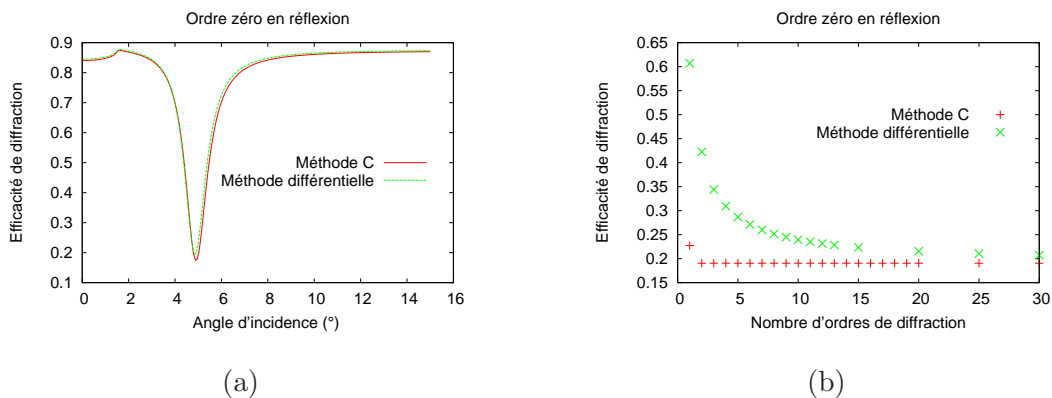 Ordre zéro en réflexion
0.9
0.8
0.7
0.6
0.5
0.4
0.3
0.2
0.1
0 2 4 6 8 10 12 14 16
Efficacité de diffraction
Angle d'incidence (°)
Méthode C
Méthode différentielle
(a)
Ordre zéro en réflexion
0.65
0.6
0.55
0.5
0.45
0.4
0.35
0.3
0.25
0.2
0.15
0 5 10 15 20 25 30
Efficacité de diffraction
Nombre d'ordres de diffraction
Méthode C
Méthode différentielle
(b)